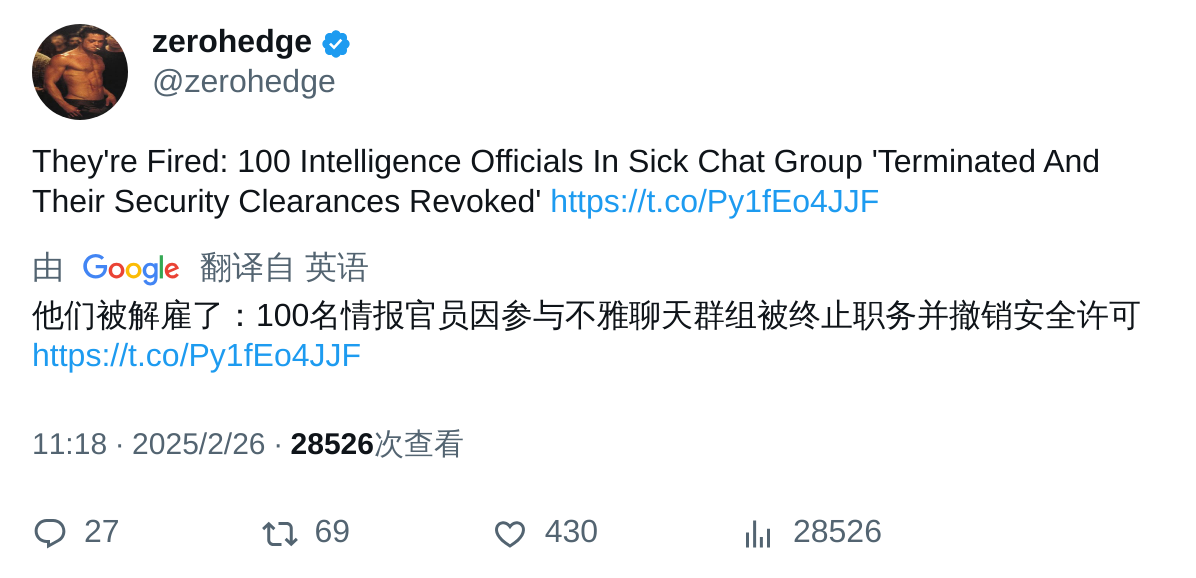 zerohedge
@zerohedge
They're Fired: 100 Intelligence Officials In Sick Chat Group 'Terminated And
Their Security Clearances Revoked' https://t.co/Py1fEo4JJF
由 Google 翻译自 英语
他们被解雇了：100名情报官员因参与不雅聊天群组被终止职务并撤销安全许可
https://t.co/Py1fEo4JJF
11:18 · 2025/2/26 · 28526次查看
27 69 430 28526